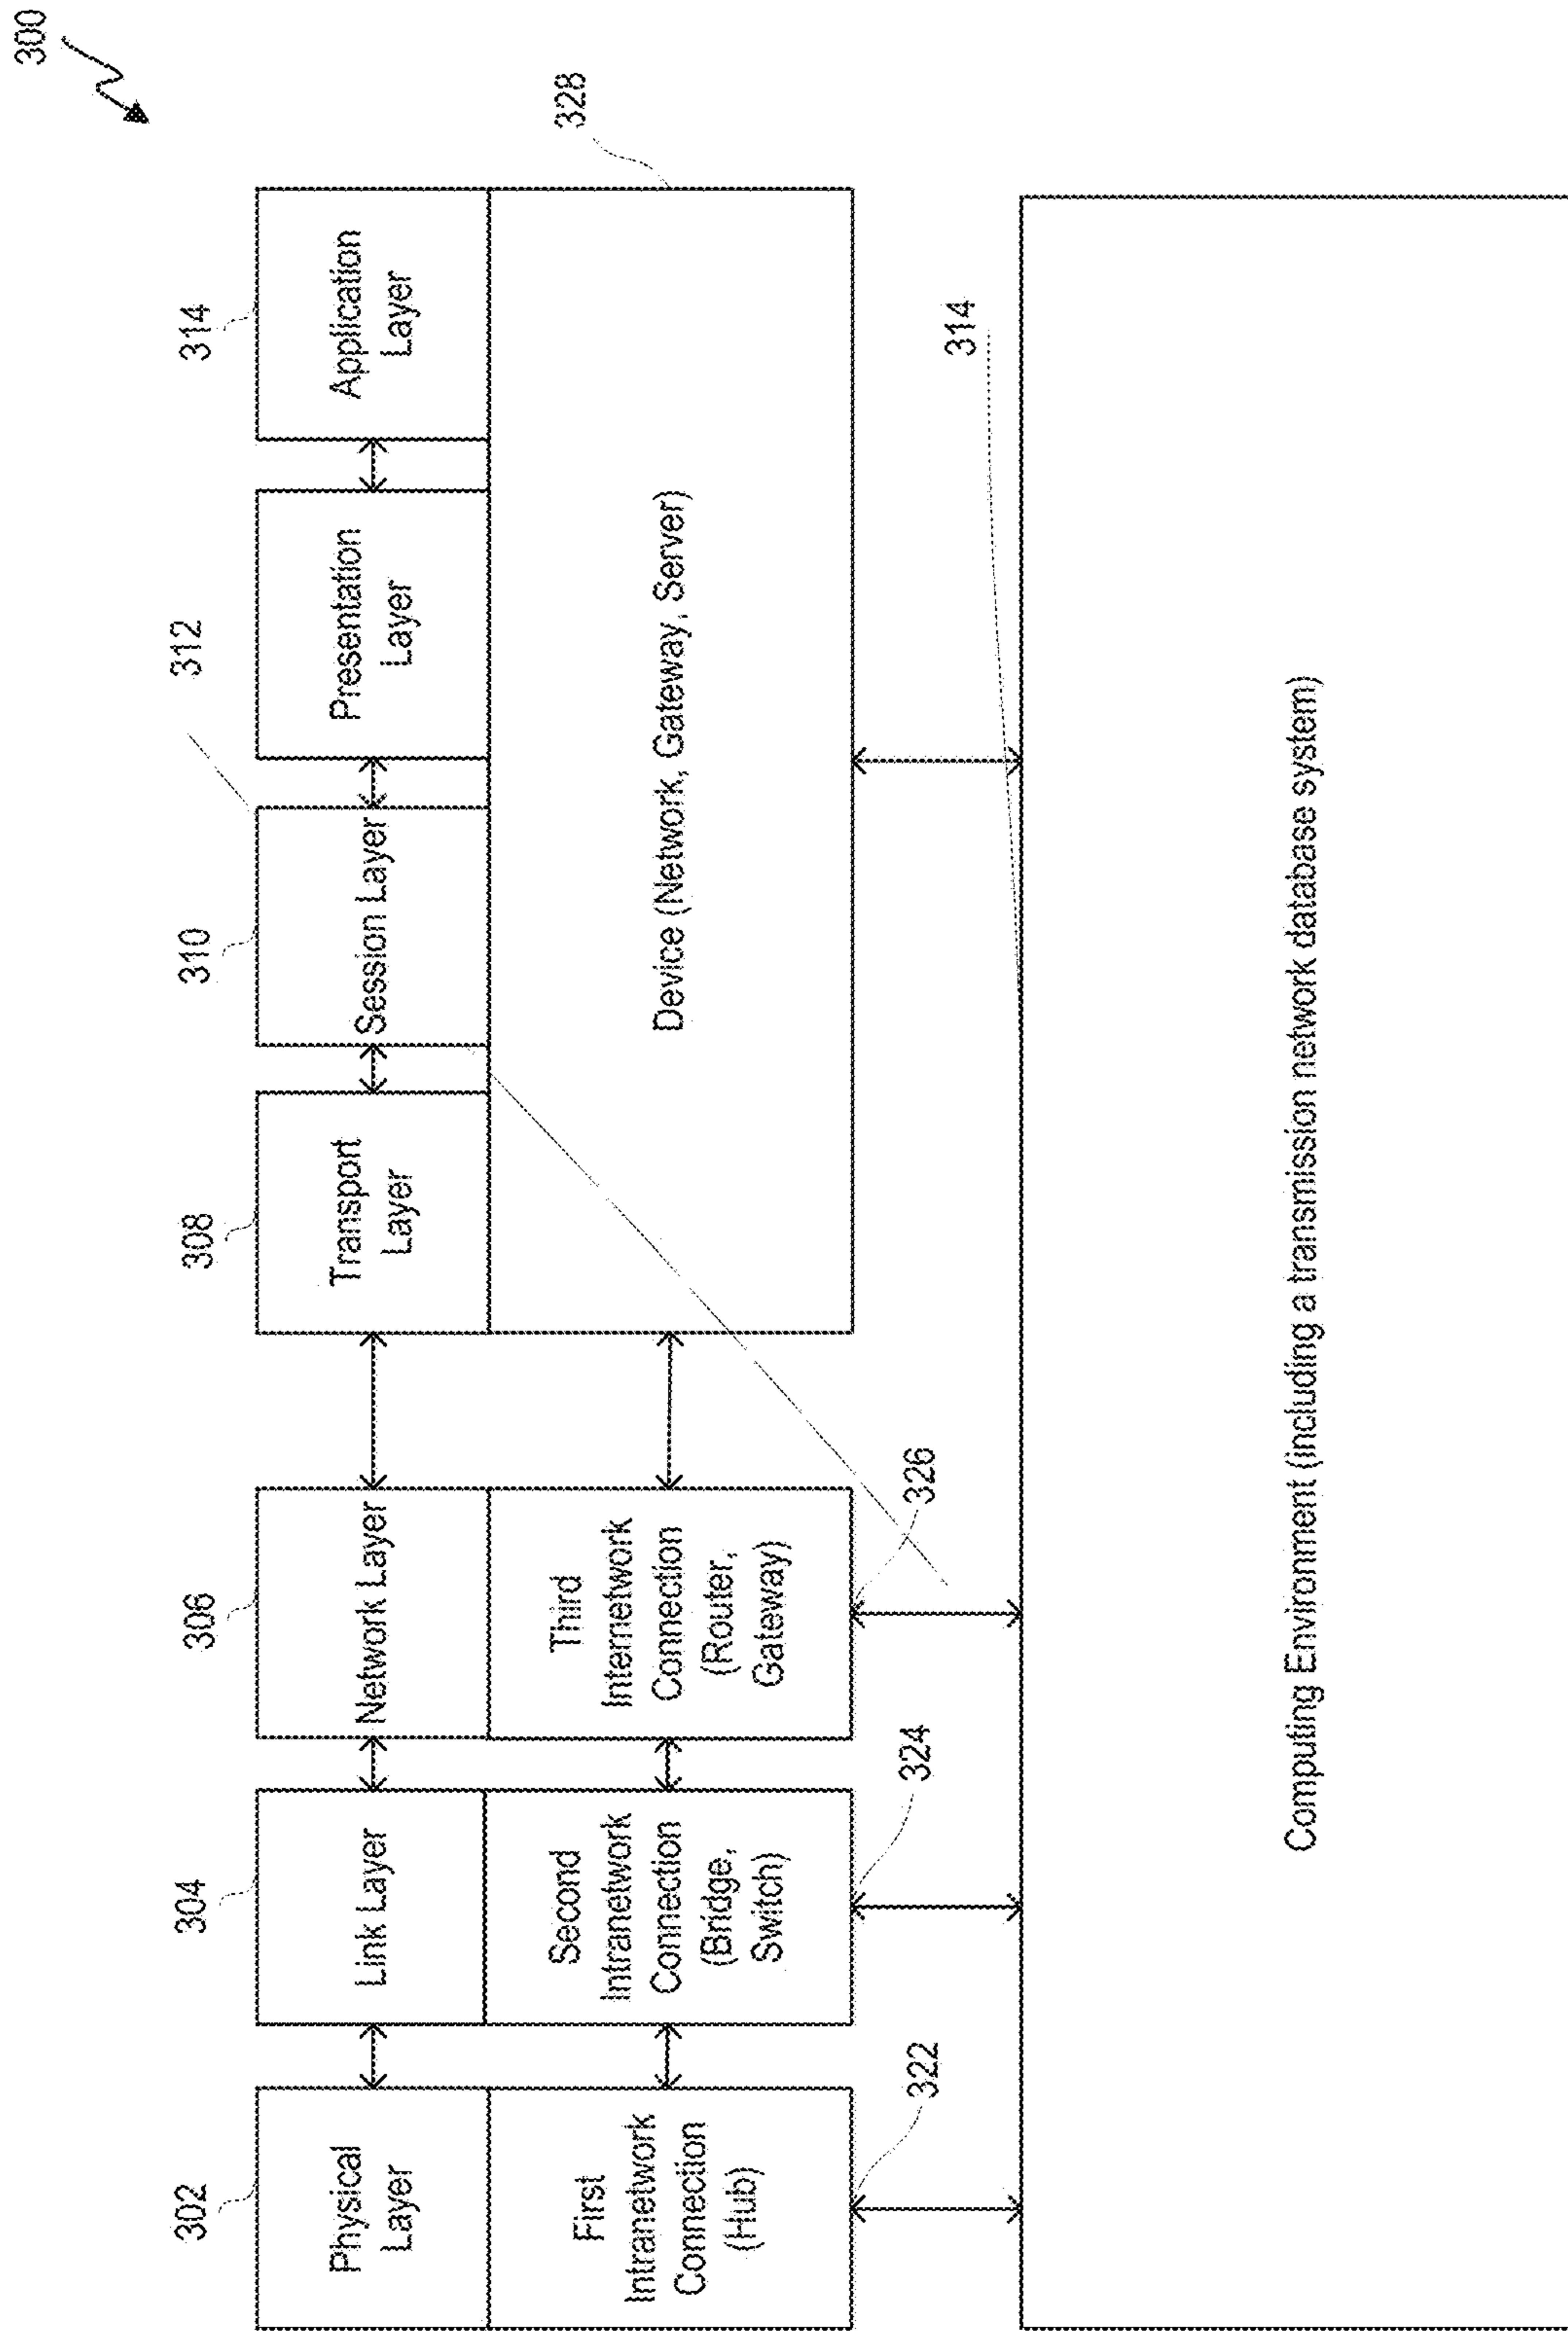 300
302
304
306
308
310
312
314
Physical
Layer
Link Layer
Network Layer
Transport
Layer
Session Layer
Presentation
Layer
Application
Layer
328
First
Intranetwork
Connection
(Hub)
Second
Intranetwork
Connection
(Bridge,
Switch)
Third
Internetwork
Connection
(Router,
Gateway)
Device (Network, Gateway, Server)
322
324
326
314
Computing Environment (including a transmission network database system)